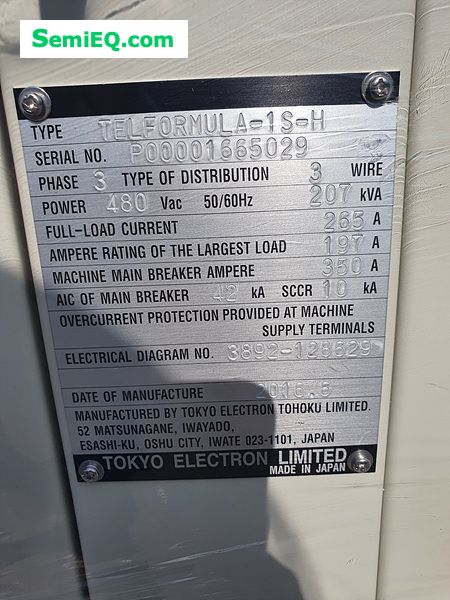 SemiEQ.com
TYPE TELFORMULA-1S-H
SERIAL NO. P00001665029
PHASE 3 TYPE OF DISTRIBUTION 3 WIRE
POWER 480 Vac 50/60Hz 207 kVA
FULL-LOAD CURRENT 265 A
AMPERE RATING OF THE LARGEST LOAD 197 A
MACHINE MAIN BREAKER AMPERE 350 A
AIC OF MAIN BREAKER 42 kA SCCR 10 kA
OVERCURRENT PROTECTION PROVIDED AT MACHINE
SUPPLY TERMINALS
ELECTRICAL DIAGRAM NO. 3892-128629
DATE OF MANUFACTURE
MANUFACTURED BY TOKYO ELECTRON TOHOKU LIMITED.
52 MATSUNAGANE, IWAYADO,
ESASHI-KU, OSHU CITY, IWATE 023-1101, JAPAN
TOKYO ELECTRON LIMITED
MADE IN JAPAN